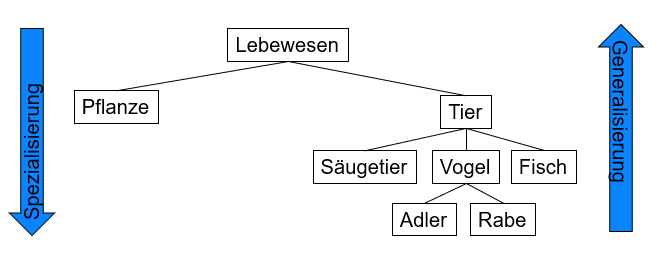 Lebewesen
Pflanze
Tier
Säugetier
Vogel
Fisch
Adler
Rabe
Spezialisierung
Generalisierung